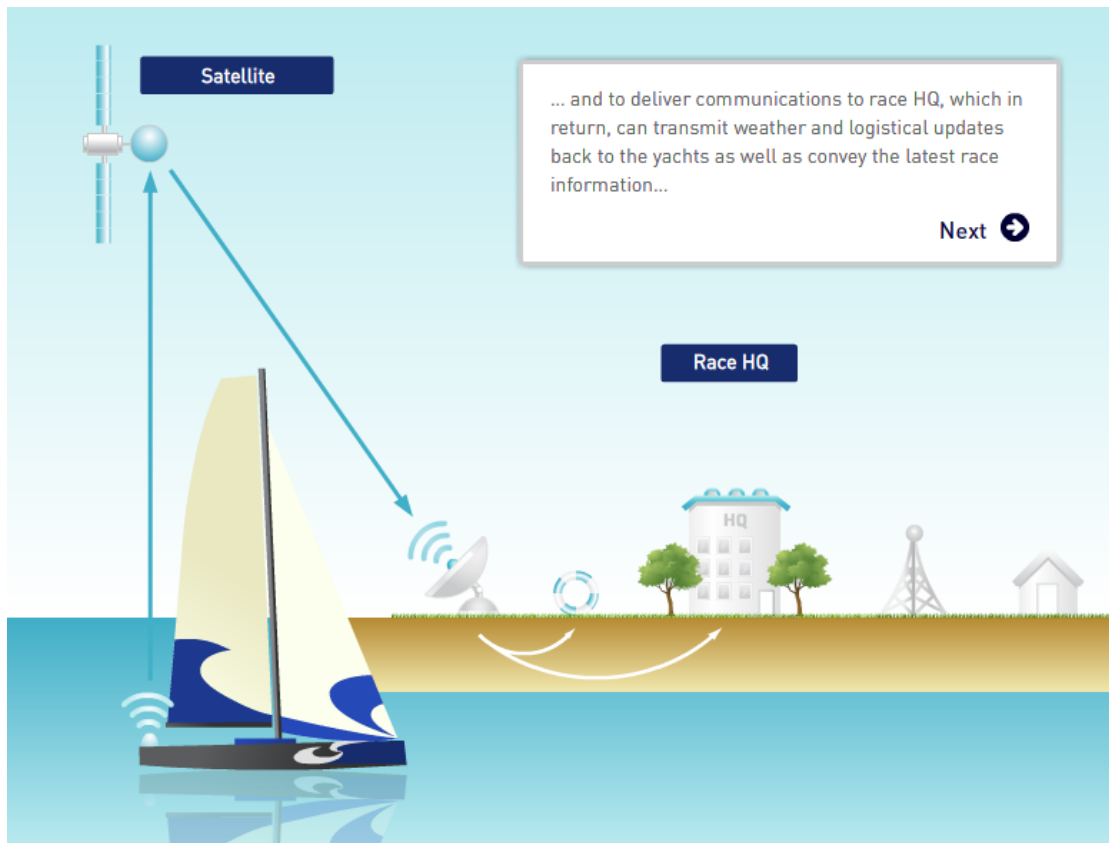 Satellite
... and to deliver communications to race HQ, which in
return, can transmit weather and logistical updates
back to the yachts as well as convey the latest race
information...
Next
Race HQ
HQ